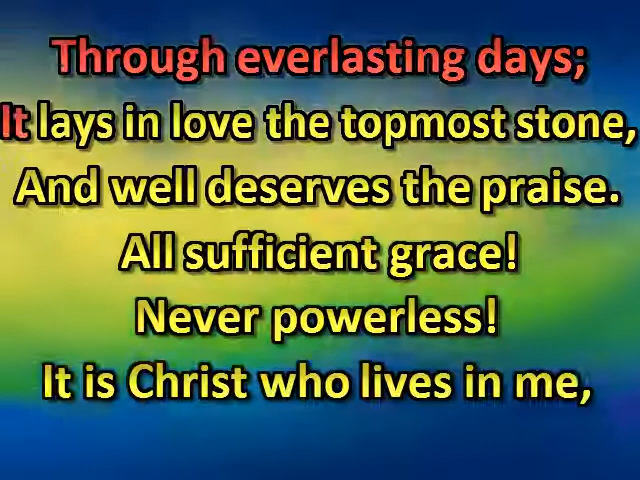 Through everlasting days;
It lays in love the topmost stone,
And well deserves the praise.
All sufficient grace!
Never powerless!
It is Christ who lives in me,